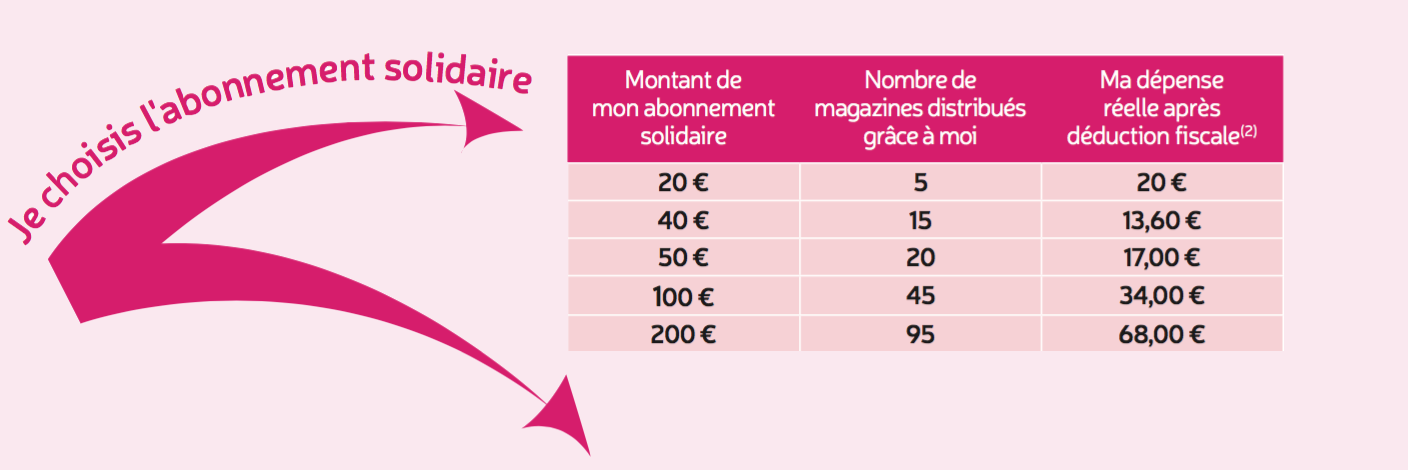 Je choisis l'abonnement solidaire
Montant de
mon abonnement
solidaire
Nombre de
magazines distribués
grâce à moi
Ma dépense
réelle après
déduction fiscale(2)
20 € 5 20 €
40 € 15 13,60 €
50 € 20 17,00 €
100 € 45 34,00 €
200 € 95 68,00 €